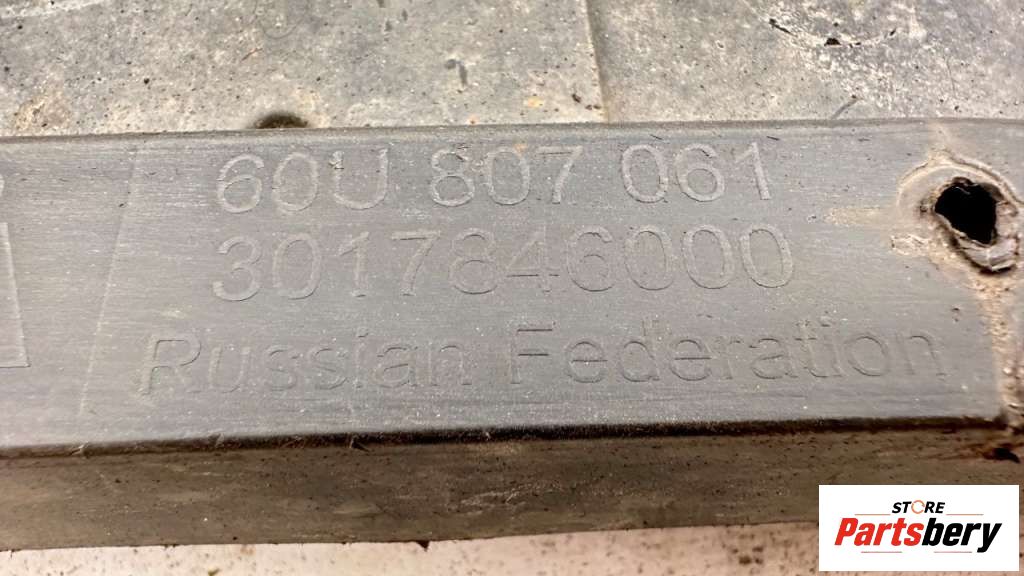 60U 807 061
3017846000
Russian Federation
STORE
Partsbery